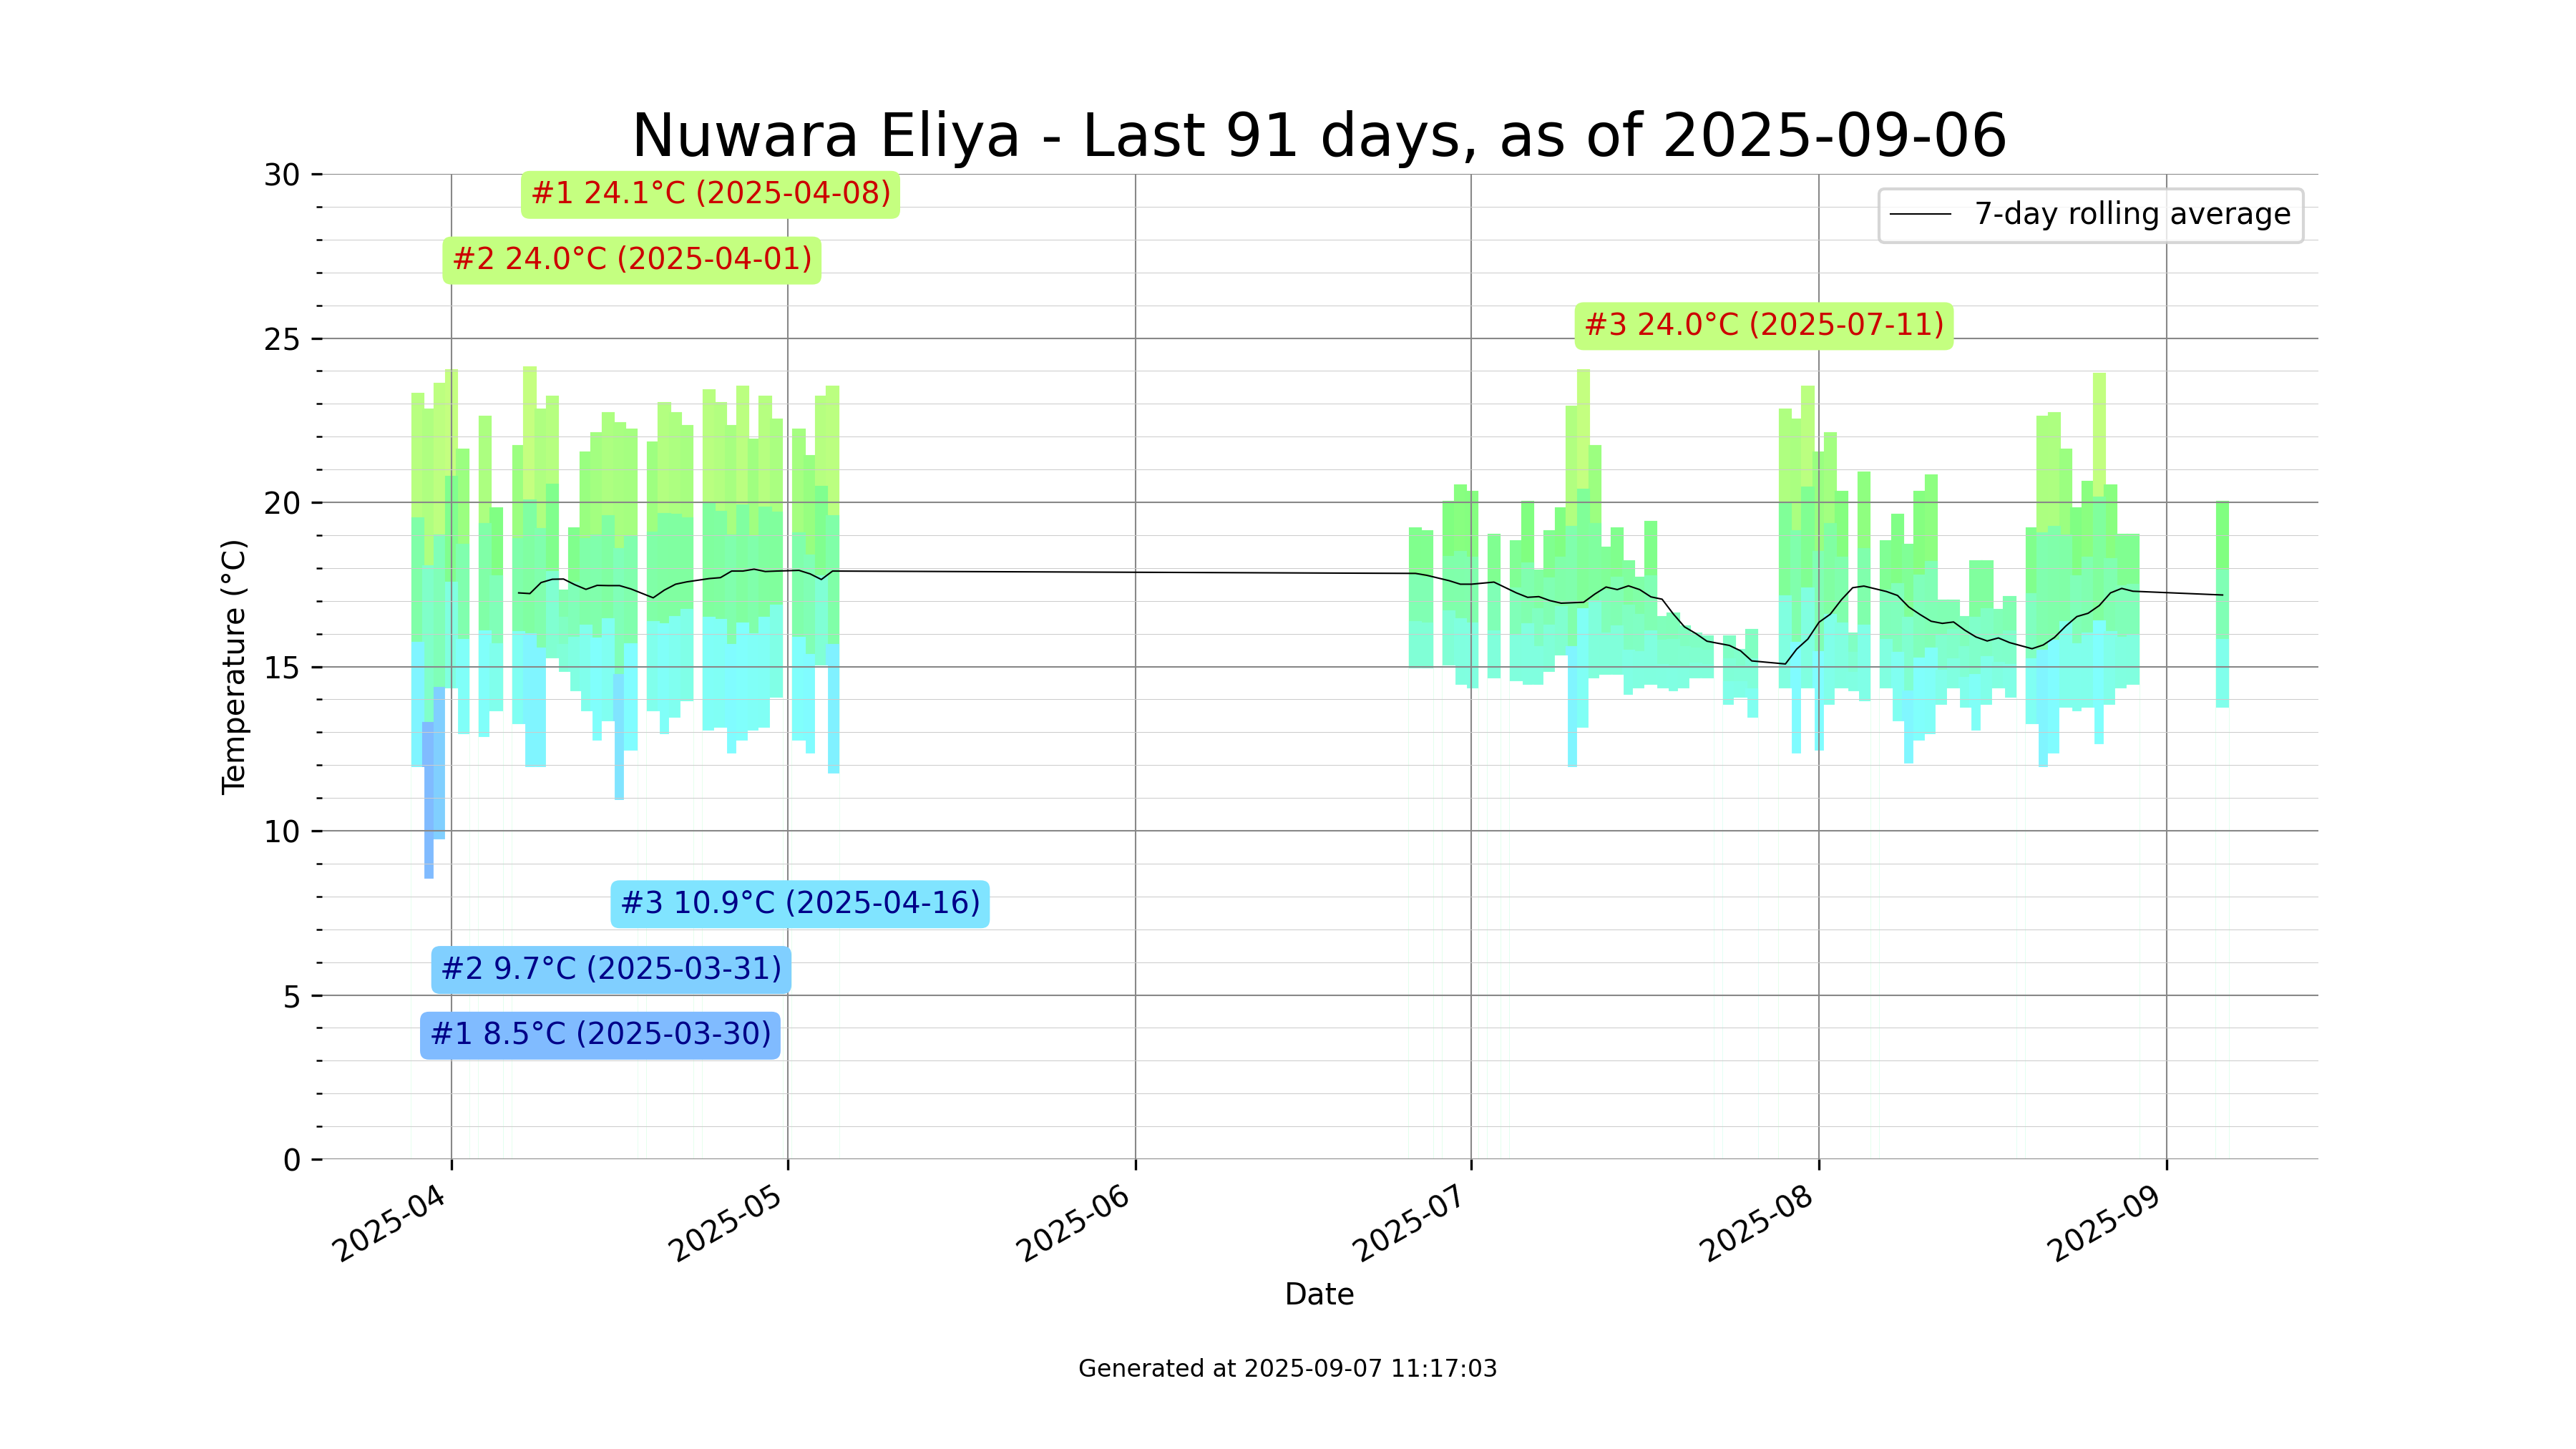 Nuwara Eliya - Last 91 days, as of 2025-09-06
30
25
20
15
10
5
0
Temperature (°C)
#1 24.1°C (2025-04-08)
#2 24.0°C (2025-04-01)
#3 24.0°C (2025-07-11)
7-day rolling average
#3 10.9°C (2025-04-16)
#2 9.7°C (2025-03-31)
#1 8.5°C (2025-03-30)
2025-04
2025-05
2025-06
2025-07
2025-08
2025-09
Date
Generated at 2025-09-07 11:17:03